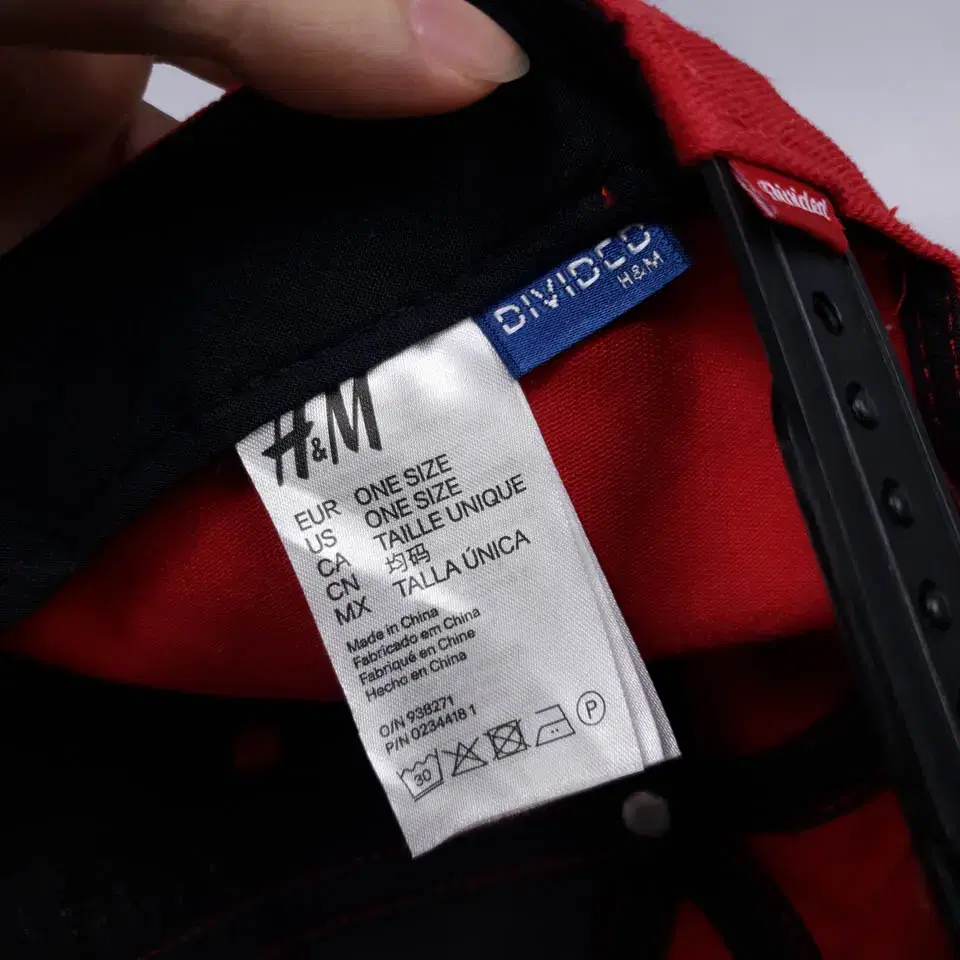 Divided
DIVIDED
H&M
H&M
EUR ONE SIZE
US ONE SIZE
CA TAILLE UNIQUE
CN 均码
MX TALLA ÚNICA
Made in China
Fabricado em China
Fabriqué en Chine
Hecho en China
O/N 938271
P/N 0234418 1
30
P